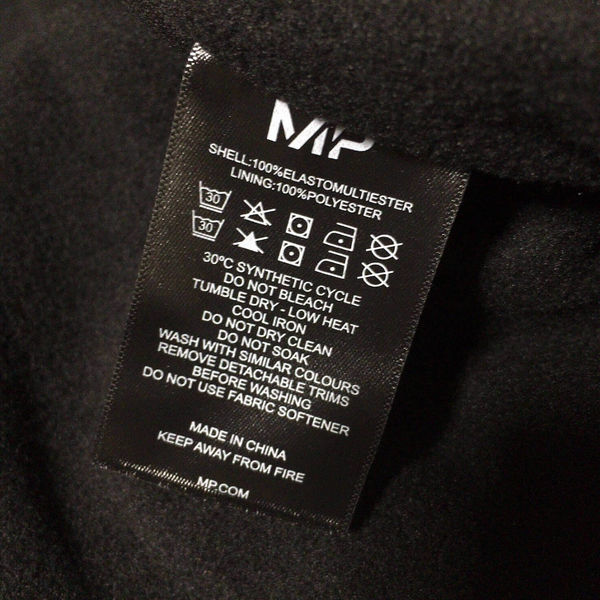 MP
SHELL:100%ELASTOMULTIESTER
LINING:100%POLYESTER
30
30
30ºC SYNTHETIC CYCLE
DO NOT BLEACH
TUMBLE DRY - LOW HEAT
COOL IRON
DO NOT DRY CLEAN
DO NOT SOAK
WASH WITH SIMILAR COLOURS
REMOVE DETACHABLE TRIMS
BEFORE WASHING
DO NOT USE FABRIC SOFTENER
MADE IN CHINA
KEEP AWAY FROM FIRE
MP.COM